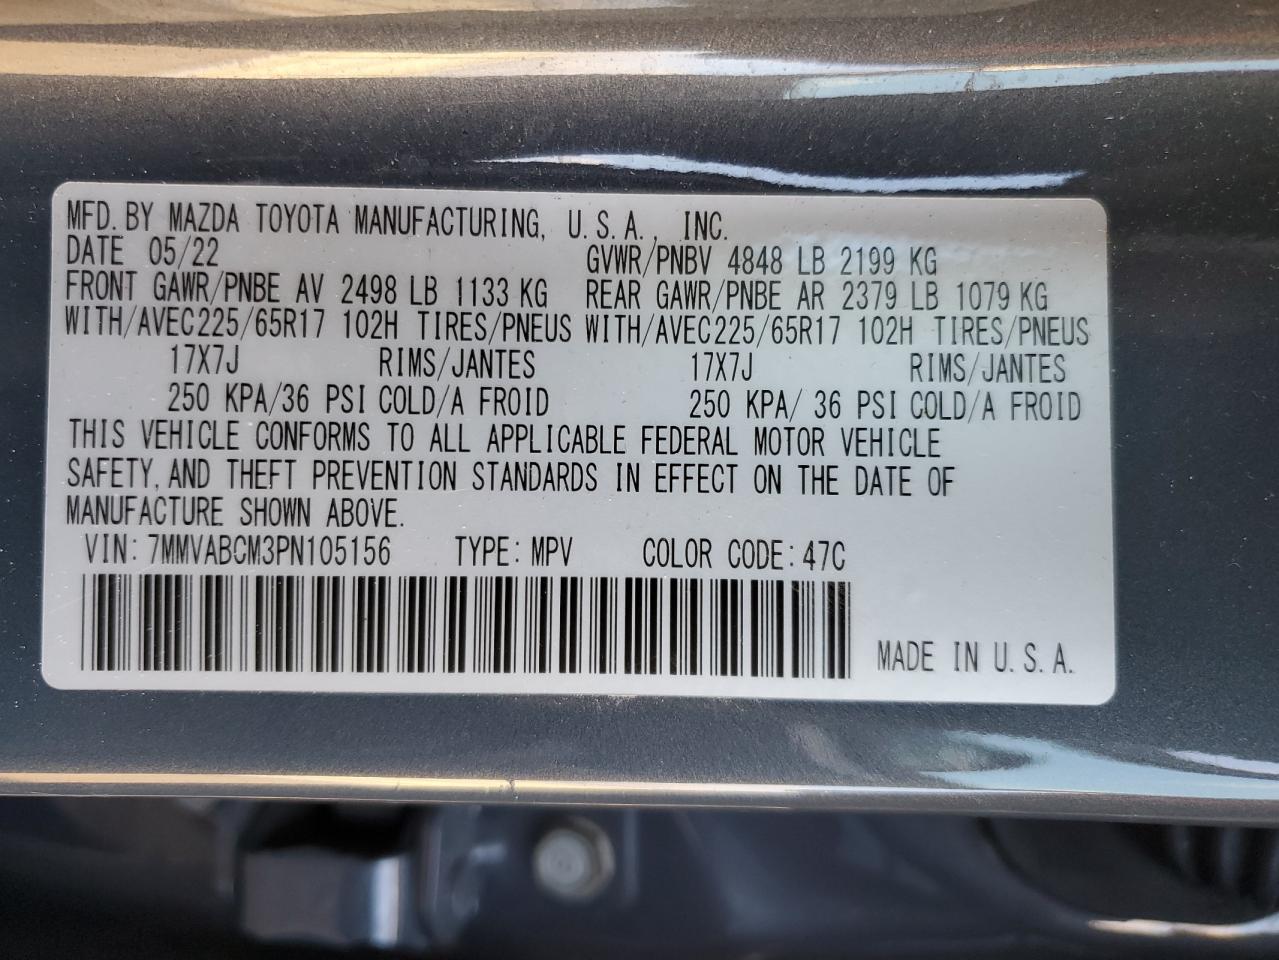 MFD. BY MAZDA TOYOTA MANUFACTURING, U.S.A., INC.
DATE 05/22 GVWR/PNBV 4848 LB 2199 KG
FRONT GAWR/PNBE AV 2498 LB 1133 KG REAR GAWR/PNBE AR 2379 LB 1079 KG
WITH/AVEC225/65R17 102H TIRES/PNEUS WITH/AVEC225/65R17 102H TIRES/PNEUS
17X7J RIMS/JANTES 17X7J RIMS/JANTES
250 KPA/36 PSI COLD/A FROID 250 KPA/ 36 PSI COLD/A FROID
THIS VEHICLE CONFORMS TO ALL APPLICABLE FEDERAL MOTOR VEHICLE
SAFETY, AND THEFT PREVENTION STANDARDS IN EFFECT ON THE DATE OF
MANUFACTURE SHOWN ABOVE.
VIN: 7MMVABCM3PN105156 TYPE: MPV COLOR CODE: 47C
MADE IN U.S.A.